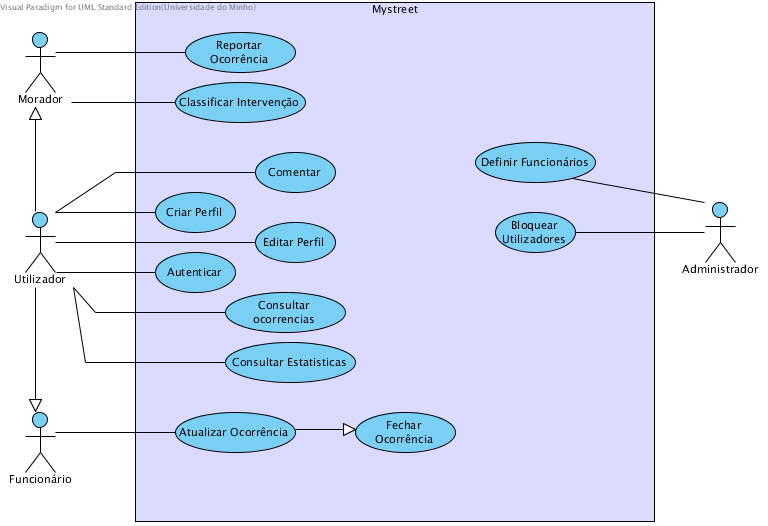 Visual Paradigm for UML Standard Edition(Universidade do Minho)
Mystreet
Reportar
Ocorrência
Morador
Classificar Intervenção
Definir Funcionários
Comentar
Criar Perfil
Bloquear
Utilizadores
Editar Perfil
Administrador
Autenticar
Utilizador
Consultar
ocorrencias
Consultar Estatisticas
Atualizar Ocorrência
Fechar
Ocorrência
Funcionário